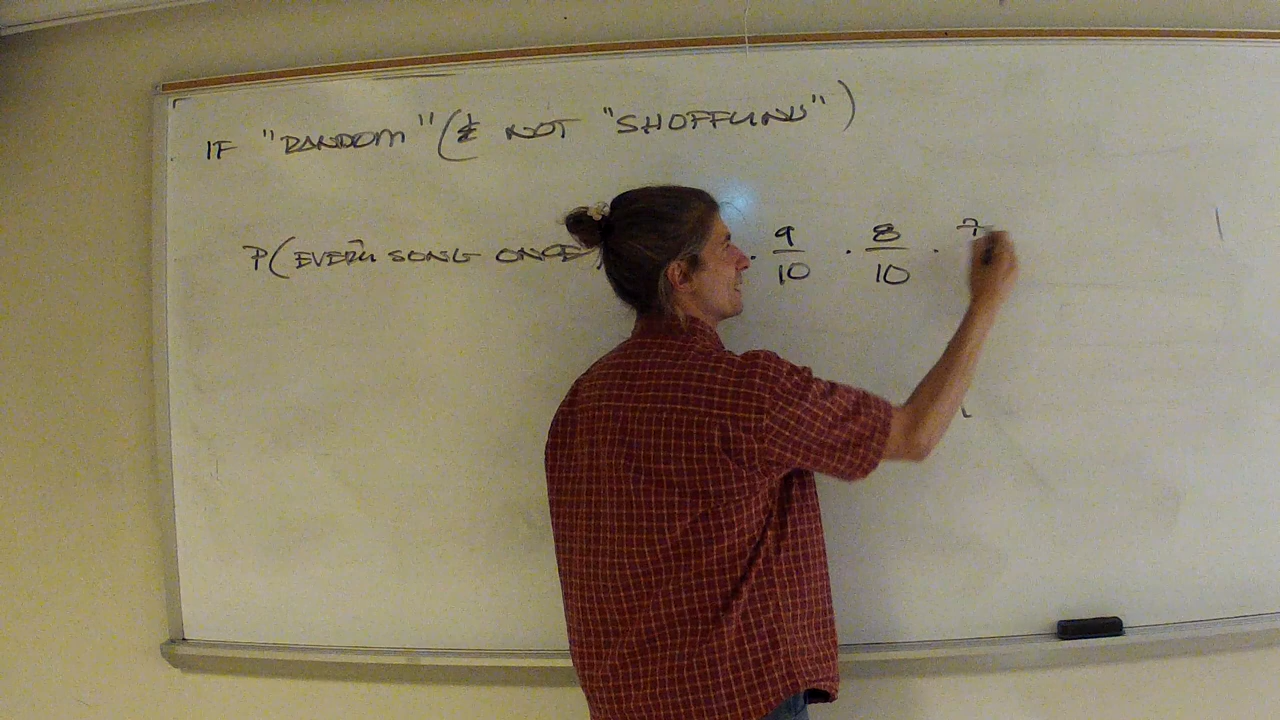 IF "RANDOM" (& NOT "SHUFFLING")
P(EVERY SONG ONCE) · 9/10 · 8/10 · 7